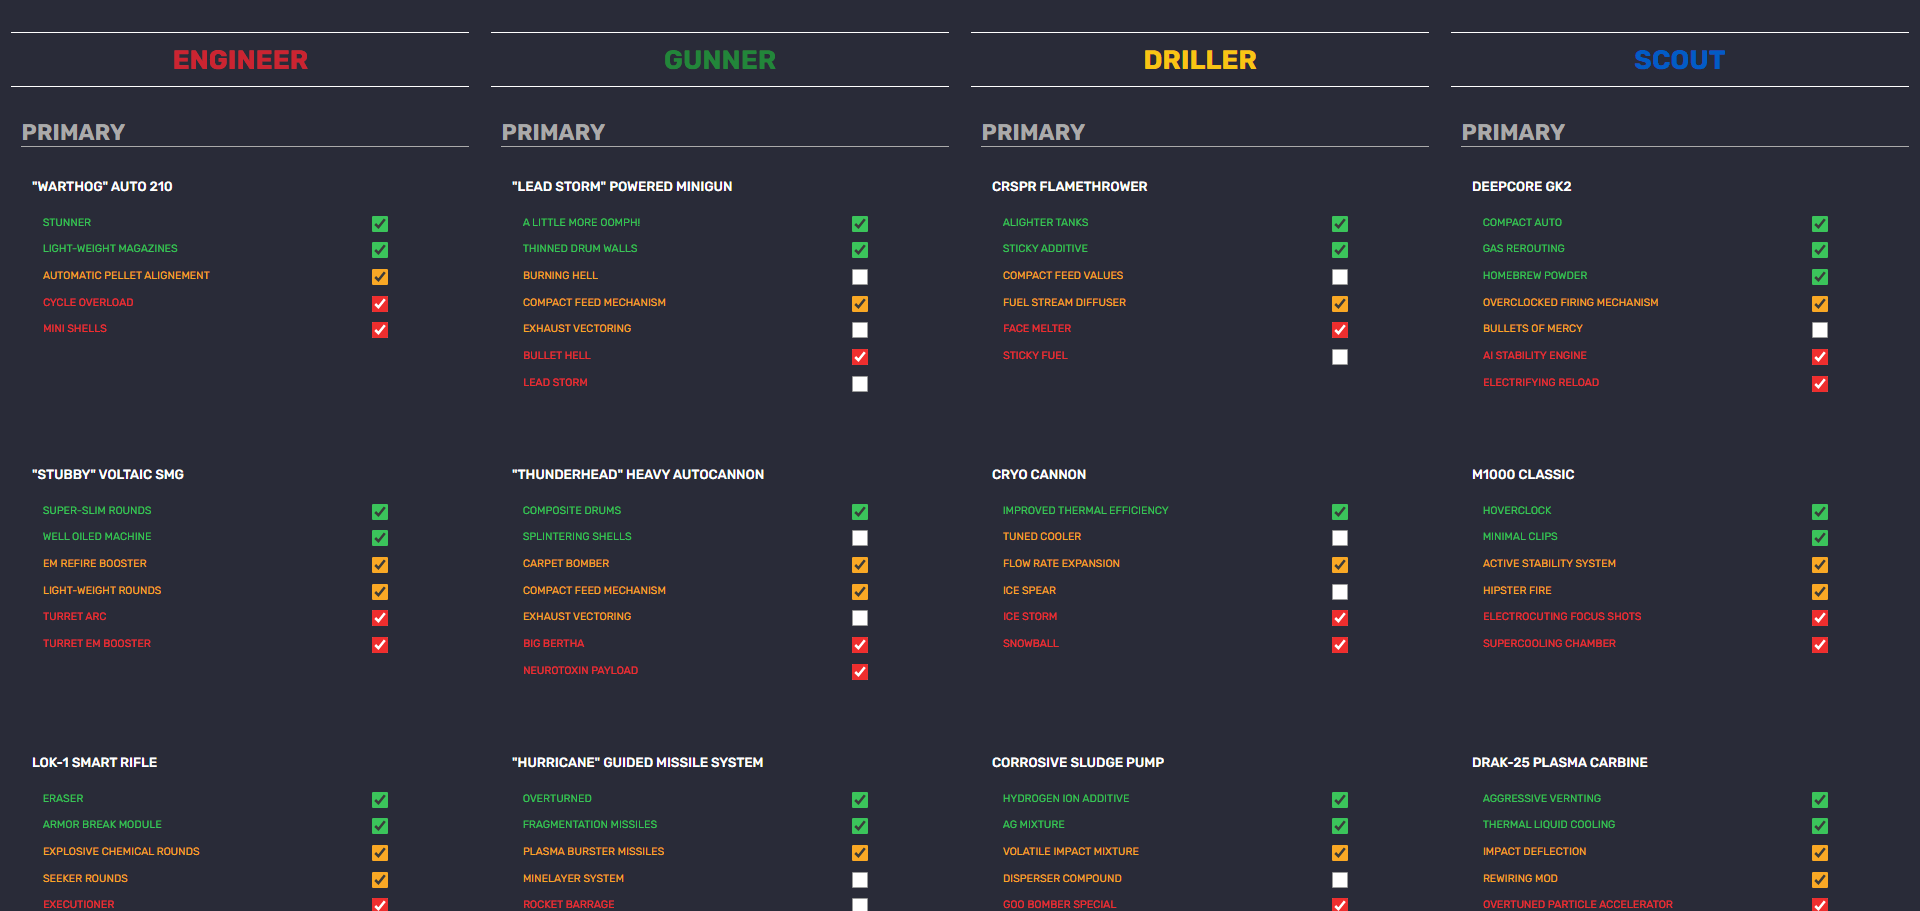 ENGINEER
PRIMARY
"WARTHOG" AUTO 210
STUNNER
LIGHT-WEIGHT MAGAZINES
AUTOMATIC PELLET ALIGNEMENT
CYCLE OVERLOAD
MINI SHELLS
"STUBBY" VOLTAIC SMG
SUPER-SLIM ROUNDS
WELL OILED MACHINE
EM REFIRE BOOSTER
LIGHT-WEIGHT ROUNDS
TURRET ARC
TURRET EM BOOSTER
LOK-1 SMART RIFLE
ERASER
ARMOR BREAK MODULE
EXPLOSIVE CHEMICAL ROUNDS
SEEKER ROUNDS
EXECUTIONER
GUNNER
PRIMARY
"LEAD STORM" POWERED MINIGUN
A LITTLE MORE OOMPH!
THINNED DRUM WALLS
BURNING HELL
COMPACT FEED MECHANISM
EXHAUST VECTORING
BULLET HELL
LEAD STORM
"THUNDERHEAD" HEAVY AUTOCANNON
COMPOSITE DRUMS
SPLINTERING SHELLS
CARPET BOMBER
COMPACT FEED MECHANISM
EXHAUST VECTORING
BIG BERTHA
NEUROTOXIN PAYLOAD
"HURRICANE" GUIDED MISSILE SYSTEM
OVERTURNED
FRAGMENTATION MISSILES
PLASMA BURSTER MISSILES
MINELAYER SYSTEM
ROCKET BARRAGE
DRILLER
PRIMARY
CRSPR FLAMETHROWER
ALIGHTER TANKS
STICKY ADDITIVE
COMPACT FEED VALUES
FUEL STREAM DIFFUSER
FACE MELTER
STICKY FUEL
CRYO CANNON
IMPROVED THERMAL EFFICIENCY
TUNED COOLER
FLOW RATE EXPANSION
ICE SPEAR
ICE STORM
SNOWBALL
CORROSIVE SLUDGE PUMP
HYDROGEN ION ADDITIVE
AG MIXTURE
VOLATILE IMPACT MIXTURE
DISPERSER COMPOUND
GOO BOMBER SPECIAL
SCOUT
PRIMARY
DEEPCORE GK2
COMPACT AUTO
GAS REROUTING
HOMEBREW POWDER
OVERCLOCKED FIRING MECHANISM
BULLETS OF MERCY
AI STABILITY ENGINE
ELECTRIFYING RELOAD
M1000 CLASSIC
HOVERCLOCK
MINIMAL CLIPS
ACTIVE STABILITY SYSTEM
HIPSTER FIRE
ELECTROCUTING FOCUS SHOTS
SUPERCOOLING CHAMBER
DRAK-25 PLASMA CARBINE
AGGRESSIVE VERNTING
THERMAL LIQUID COOLING
IMPACT DEFLECTION
REWIRING MOD
OVERTUNED PARTICLE ACCELERATOR